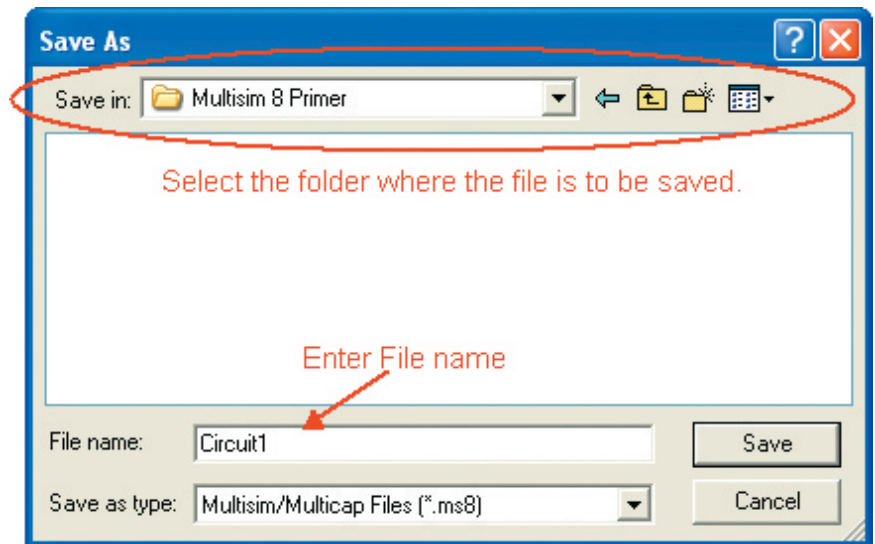 Save As
Save in: Multisim 8 Primer
Select the folder where the file is to be saved.
Enter File name
File name: Circuit1 Save
Save as type: Multisim/Multicap Files (*.ms8) Cancel